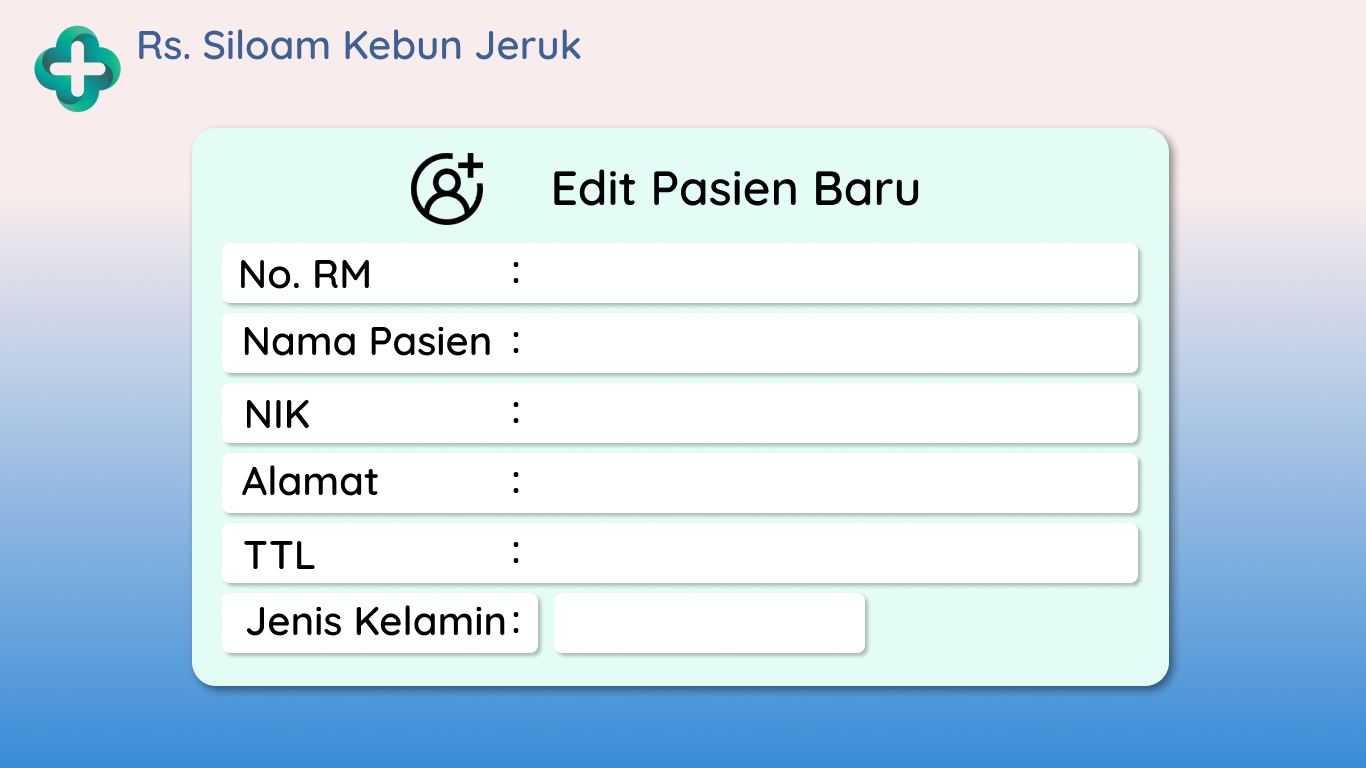 Rs. Siloam Kebun Jeruk
Edit Pasien Baru
No. RM :
Nama Pasien :
NIK :
Alamat :
TTL :
Jenis Kelamin: